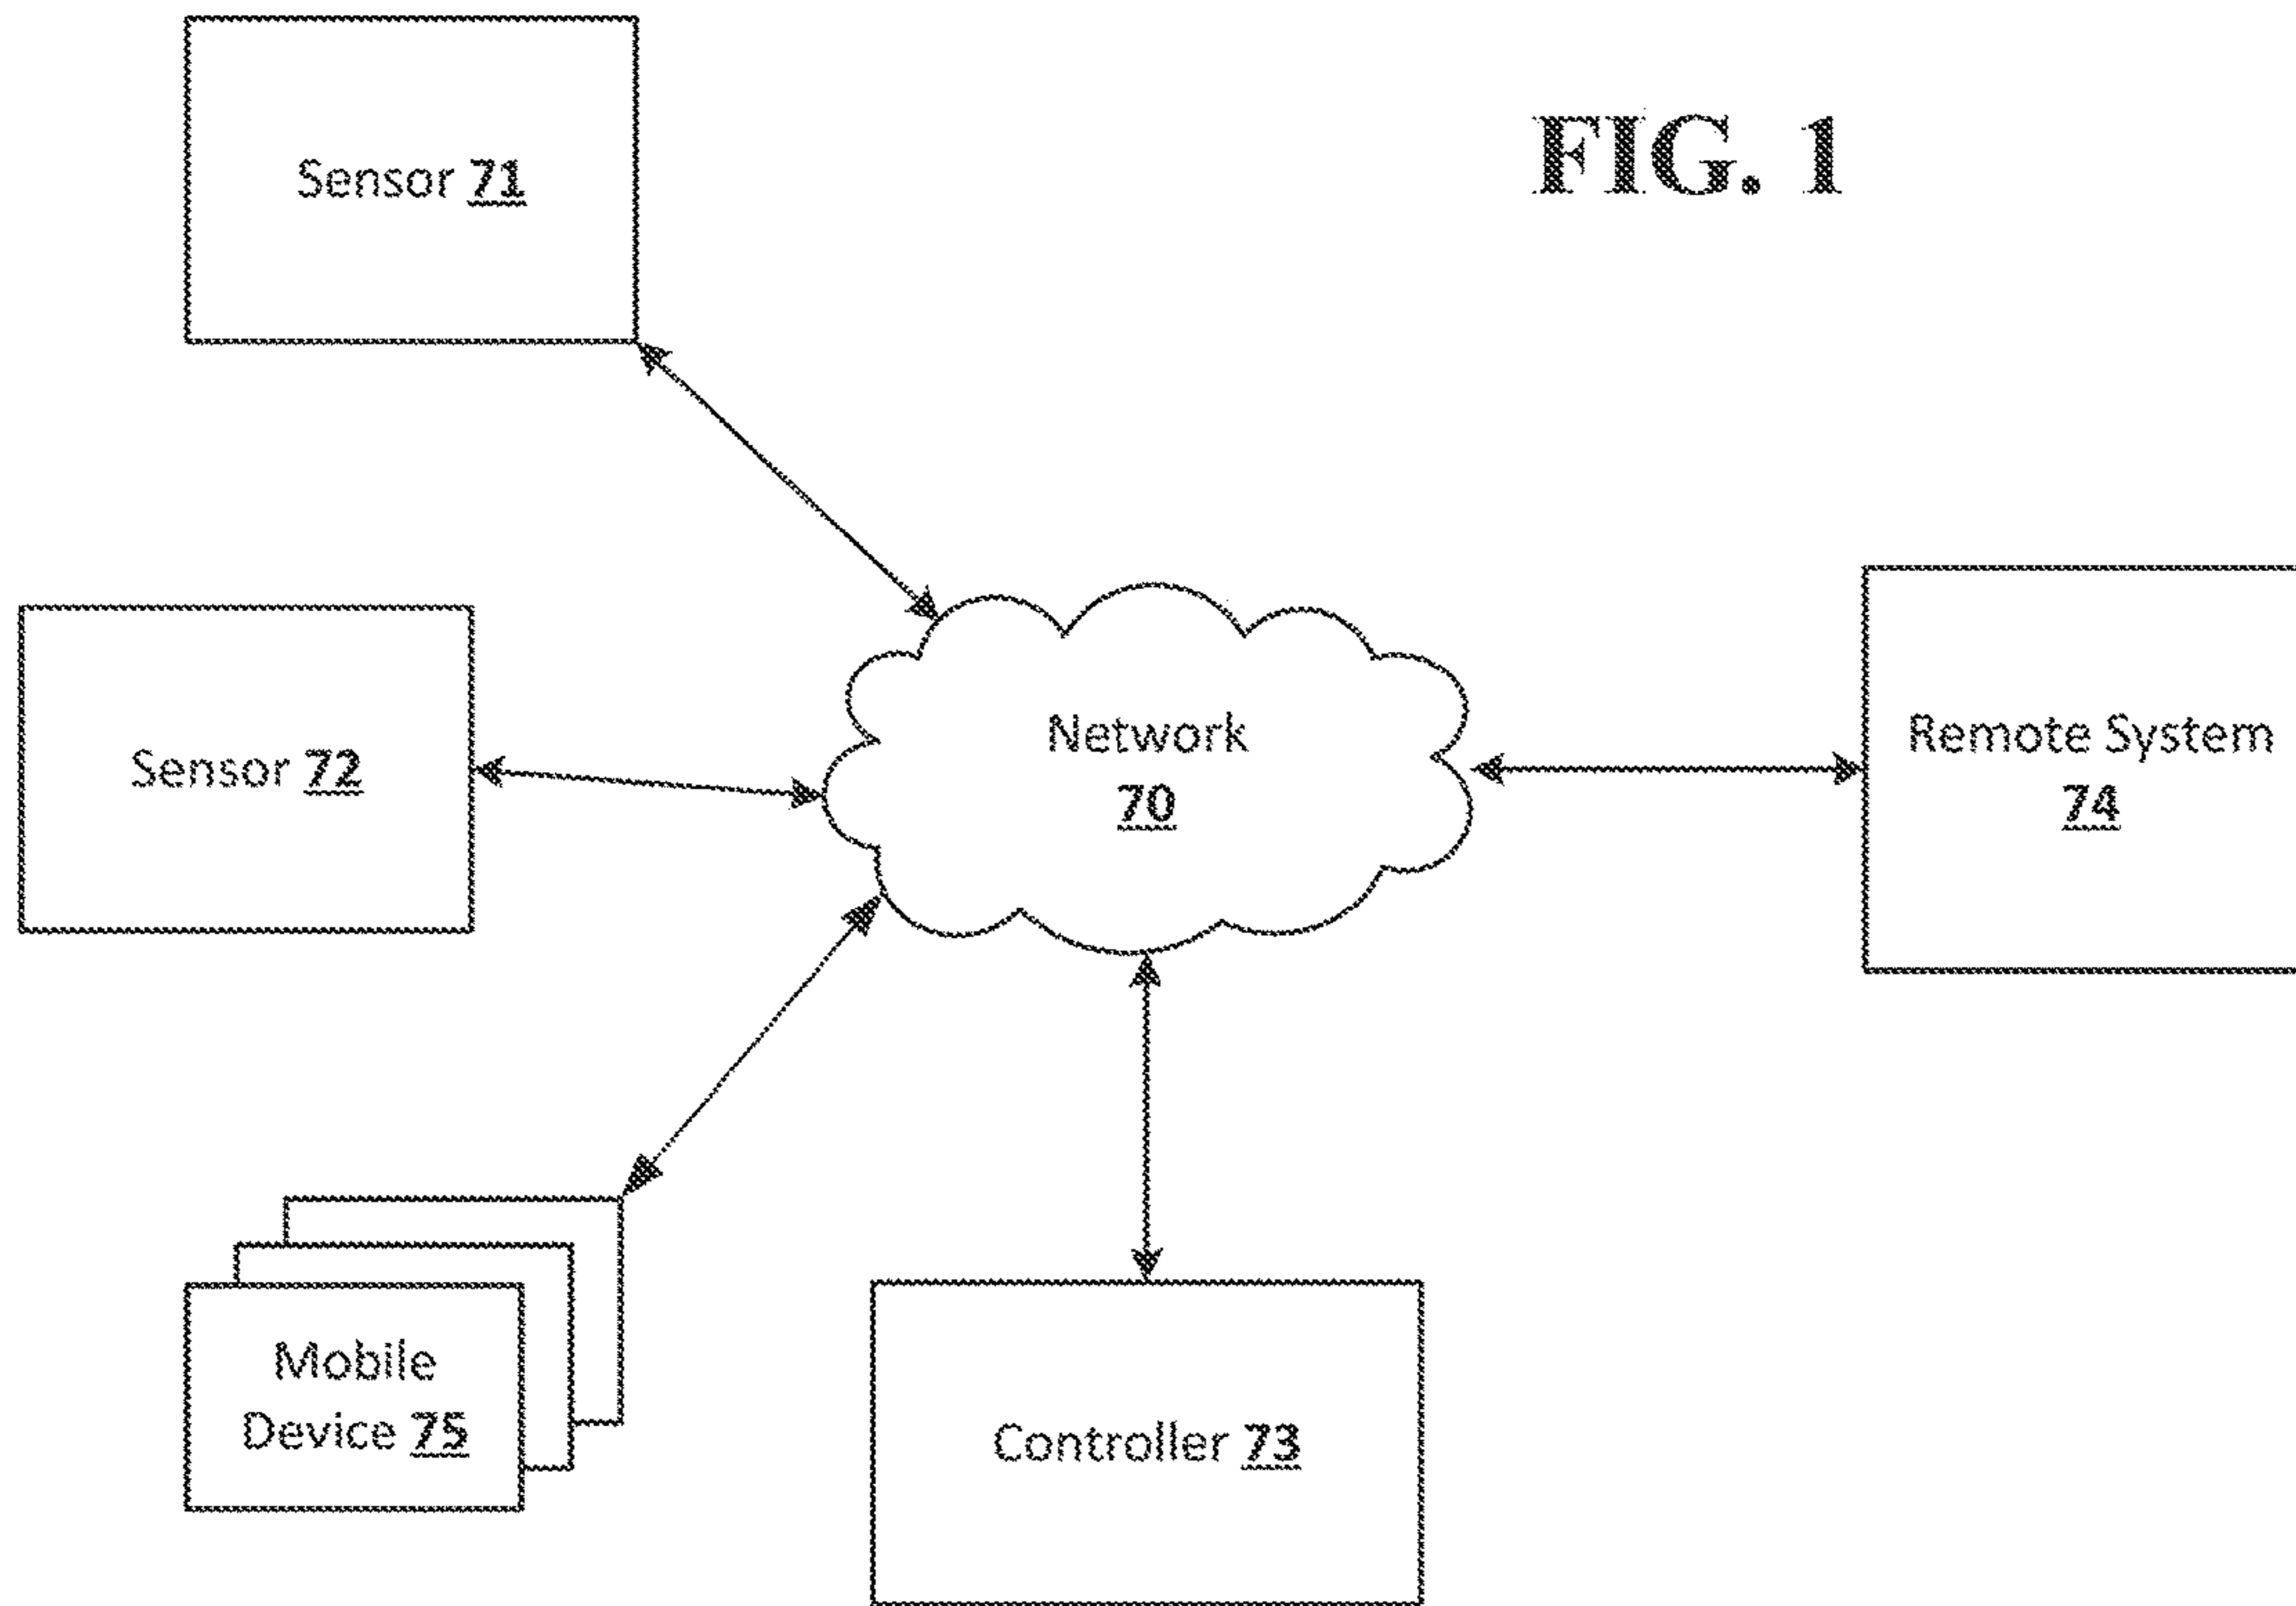 Sensor 71
FIG. 1
Sensor 72
Network
70
Remote System
74
Mobile
Device 75
Controller 73